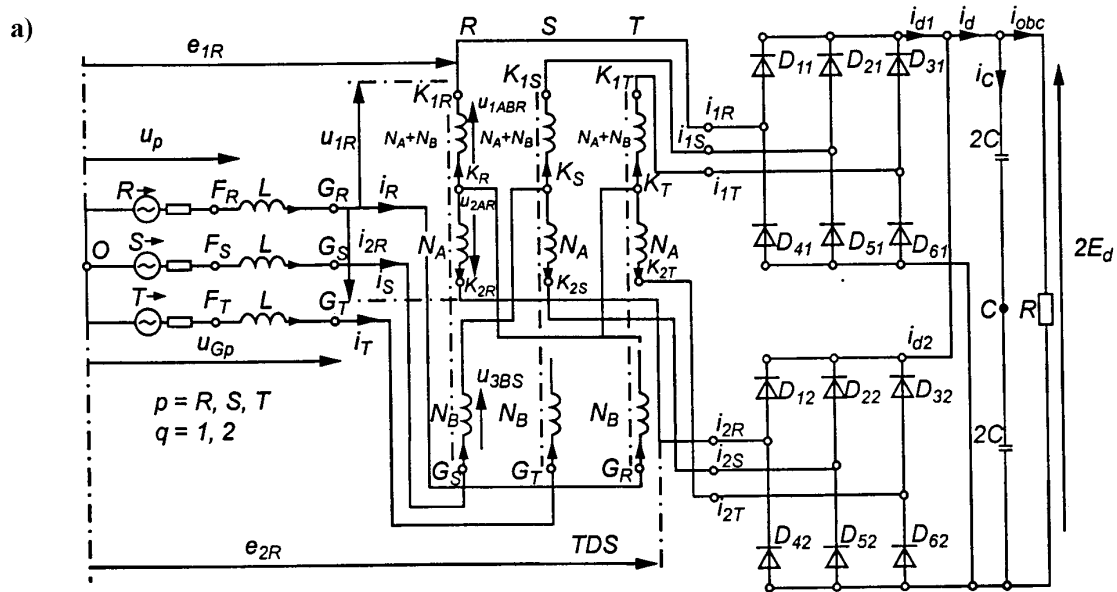 a)
e1R
R S T
id1 id iobc
D11 D21 D31
iC
K1R u1ABR K1S K1T
u1R
NA+NB NA+NB NA+NB
i1R
i1S
i1T
2C
up
KR KS KT
R FR L GR iR
u2AR
i2R
NA NA NA
D41 D51 D61
O
S FS L GS
iS
K2R K2S K2T
2Ed
T FT L GT
iT
C R
uGp
id2
p = R, S, T
q = 1, 2
u3BS
NB NB NB
D12 D22 D32
2C
i2R
i2S
i2T
GS GT GR
D42 D52 D62
e2R TDS